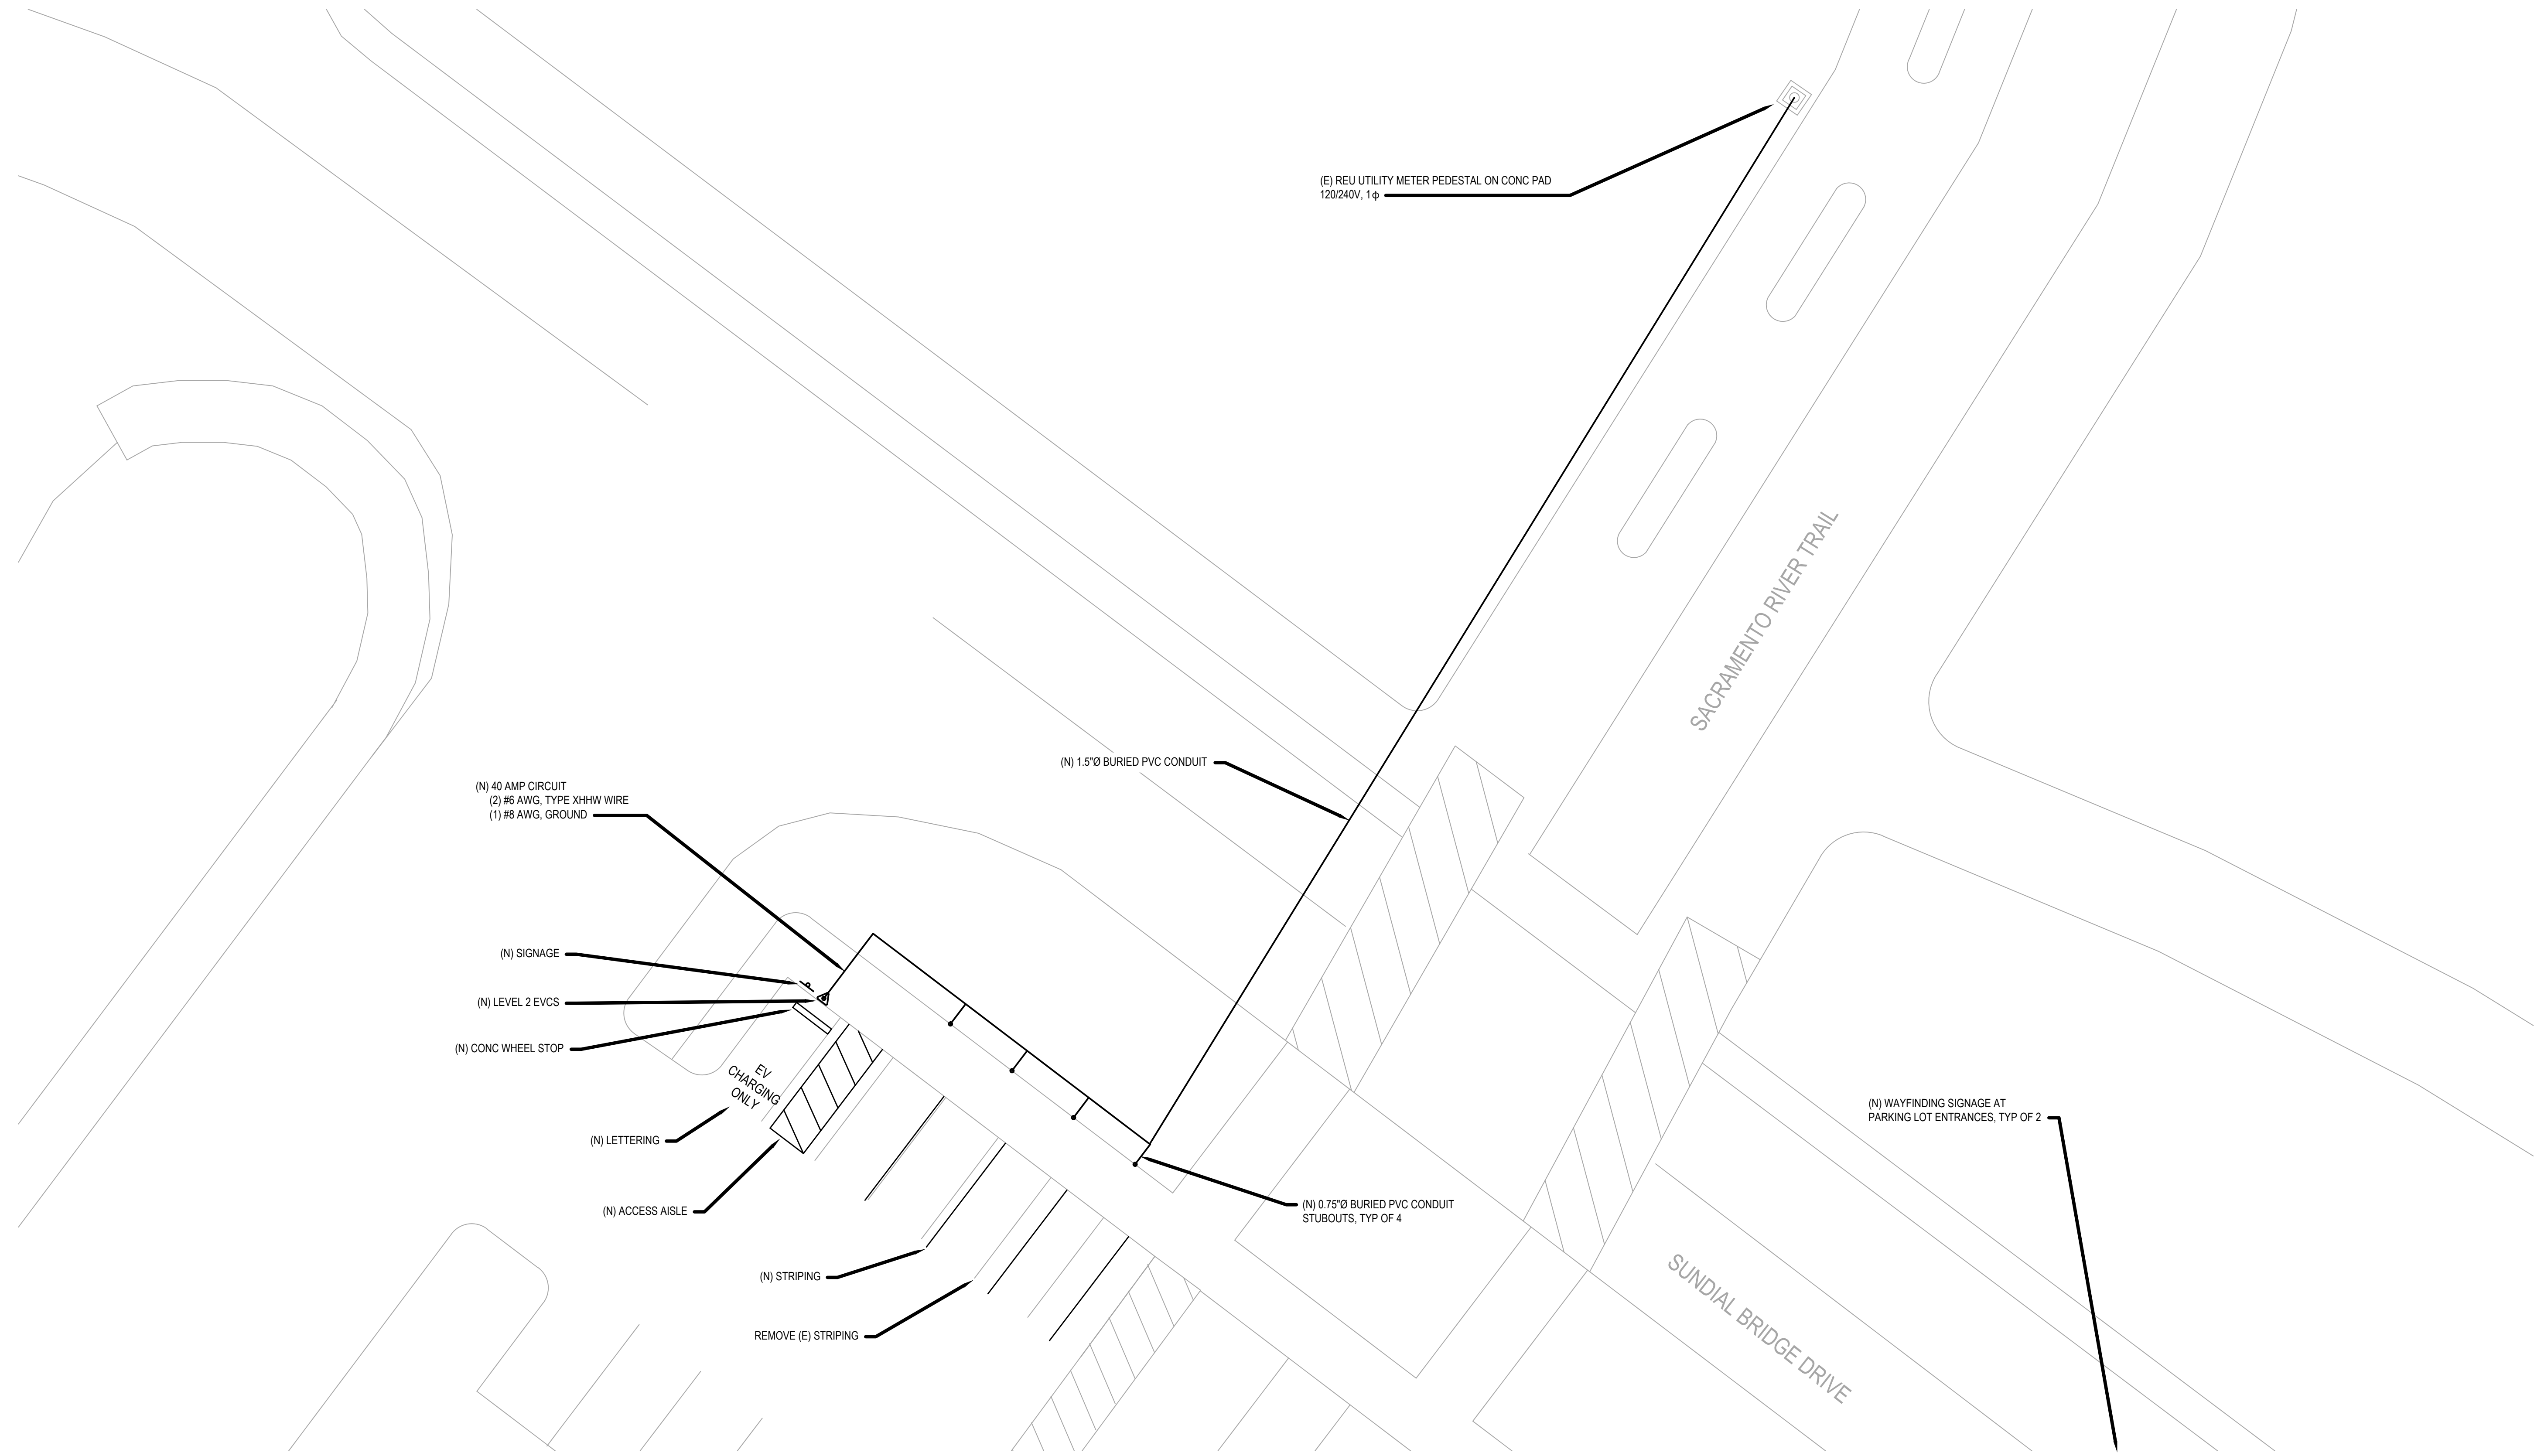 (E) REU UTILITY METER PEDESTAL ON CONC PAD
120/240V, 1ϕ
SACRAMENTO RIVER TRAIL
(N) 1.5"Ø BURIED PVC CONDUIT
(N) 40 AMP CIRCUIT
(2) #6 AWG, TYPE XHHW WIRE
(1) #8 AWG, GROUND
(N) SIGNAGE
(N) LEVEL 2 EVCS
(N) CONC WHEEL STOP
EV
CHARGING
ONLY
(N) LETTERING
(N) ACCESS AISLE
(N) STRIPING
REMOVE (E) STRIPING
(N) 0.75"Ø BURIED PVC CONDUIT
STUBOUTS, TYP OF 4
(N) WAYFINDING SIGNAGE AT
PARKING LOT ENTRANCES, TYP OF 2
SUNDIAL BRIDGE DRIVE